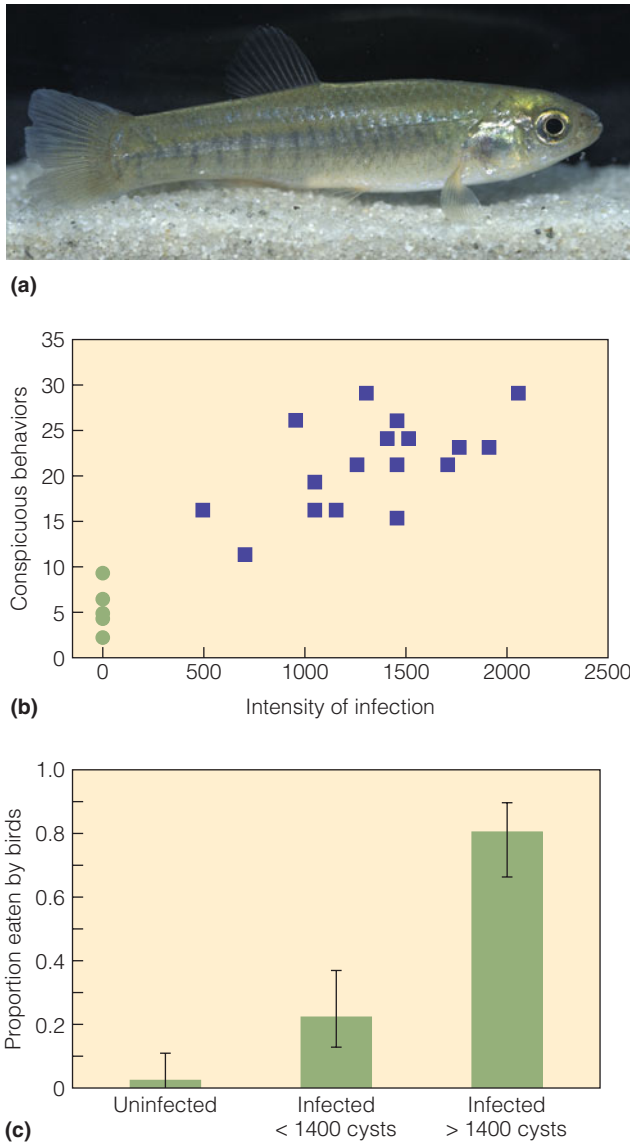 (a)
35
30
25
20
15
10
5
0
Conspicuous behaviors
0 500 1000 1500 2000 2500
Intensity of infection
(b)
1.0
0.8
0.6
0.4
0.2
0
Proportion eaten by birds
Uninfected Infected Infected
< 1400 cysts > 1400 cysts
(c)